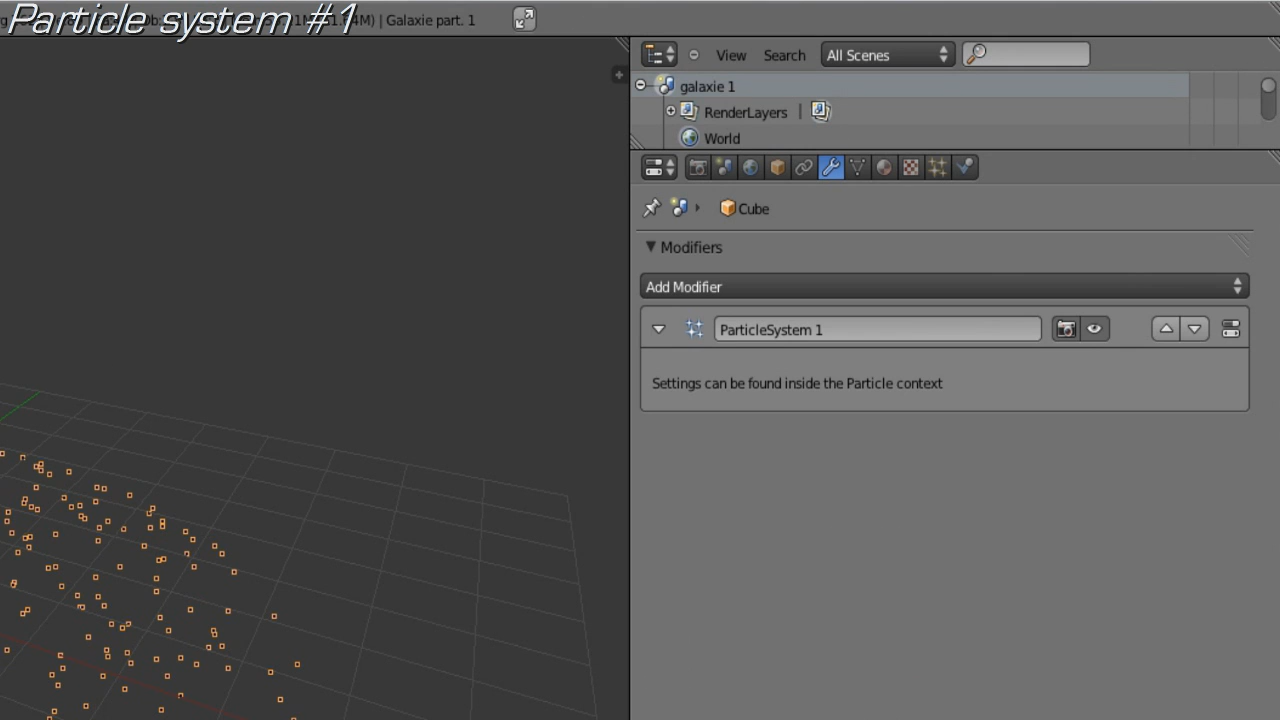 Particle system #1
| Galaxie part. 1
View Search All Scenes
galaxie 1
RenderLayers |
World
Cube
Modifiers
Add Modifier
ParticleSystem 1
Settings can be found inside the Particle context